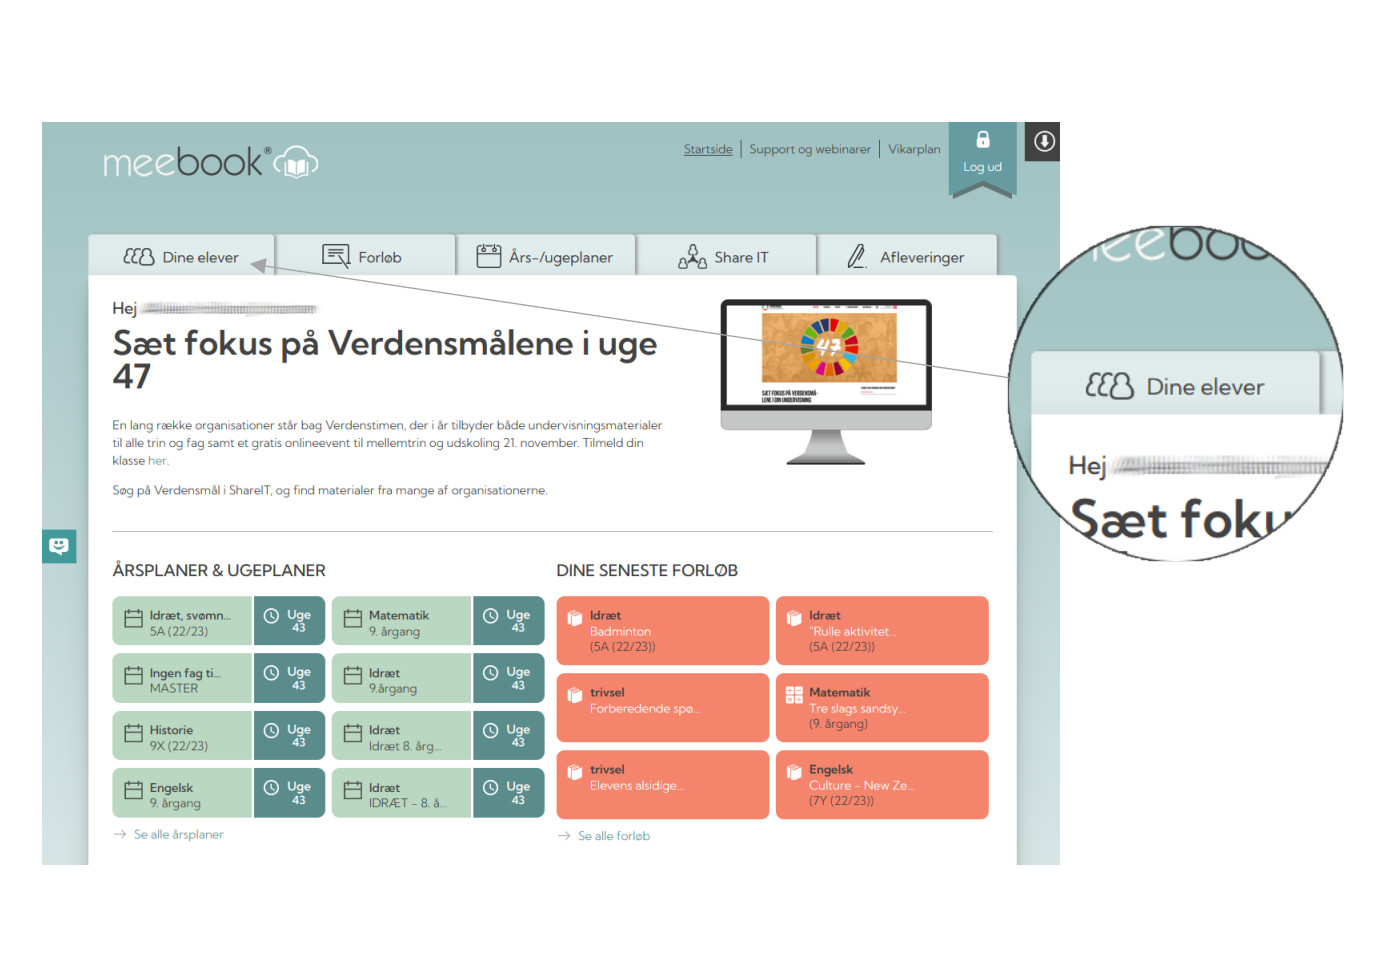 meebook®
Startside
Support og webinarer
Vikarplan
Log ud
Dine elever
Forløb
Års-/ugeplaner
Share IT
Afleveringer
Hej
Sæt fokus på Verdensmålene i uge
47
En lang række organisationer står bag Verdenstimen, der i år tilbyder både undervisningsmaterialer
til alle trin og fag samt et gratis onlineevent til mellemtrin og udskoling 21. november. Tilmeld din
klasse her.
Søg på Verdensmål i ShareIT, og find materialer fra mange af organisationerne.
47
SÆT FOKUS PÅ VERDENSMÅ-
LENE I DIN UNDERVISNING
ÅRSPLANER & UGEPLANER
Idræt, svømn...
5A (22/23)
Uge
43
Matematik
9. årgang
Uge
43
Ingen fag ti...
MASTER
Uge
43
Idræt
9.årgang
Uge
43
Historie
9X (22/23)
Uge
43
Idræt
Idræt 8. årg...
Uge
43
Engelsk
9. årgang
Uge
43
Idræt
IDRÆT - 8. å...
Uge
43
→ Se alle årsplaner
DINE SENESTE FORLØB
Idræt
Badminton
(5A (22/23))
Idræt
"Rulle aktivitet...
(5A (22/23))
trivsel
Forberedende spø...
Matematik
Tre slags sandsy...
(9. årgang)
trivsel
Elevens alsidige...
Engelsk
Culture - New Ze...
(7Y (22/23))
→ Se alle forløb
meeboo
Dine elever
Hej
Sæt foku